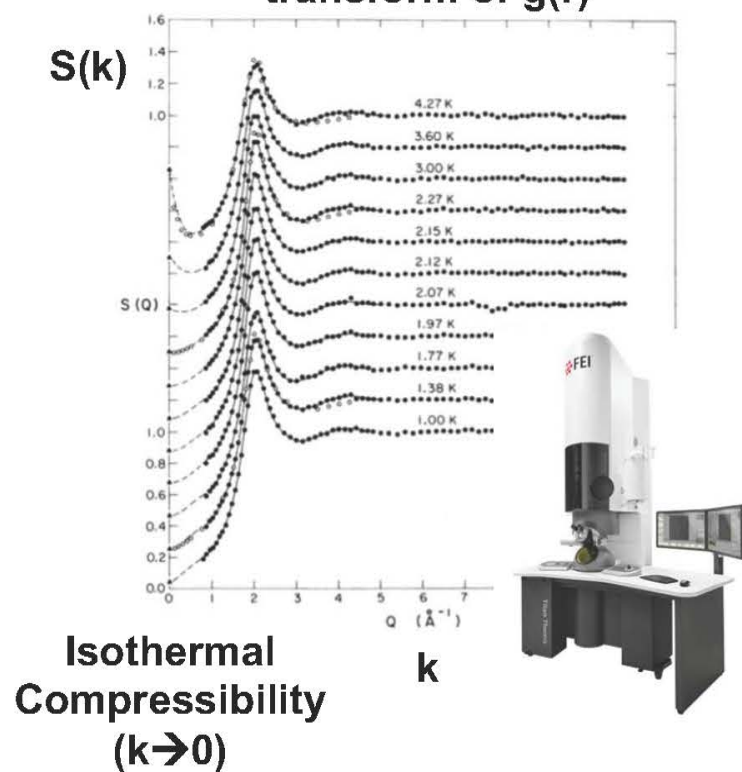 transform of g(r)
S(k)
1.6
1.4
1.2
1.0
4.27 K
3.60 K
3.00 K
2.27 K
2.15 K
2.12 K
S(Q)
2.07 K
1.97 K
1.77 K
1.38 K
1.00 K
1.0
0.8
0.6
0.4
0.2
0.0
0 1 2 3 4 5 6 7
Q (Å⁻¹)
FEI
Titan Themis
k
Isothermal
Compressibility
(k→0)